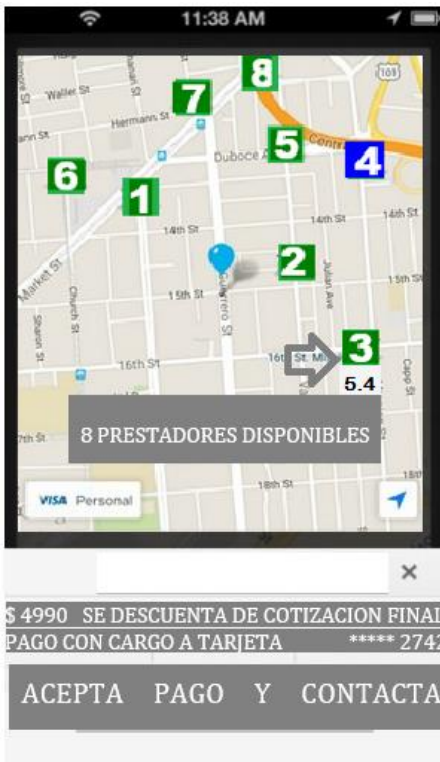 11:38 AM
8
101
Waller St
7
Hermann St
Central
Duboce A
5
4
6
1
14th St
14th St
14th St
Market St
2
Julian Ave
15th St
15th St
Guerrero St
Church St
Sharon St
16th St
16th St
3
Capp St
5.4
8 PRESTADORES DISPONIBLES
18th St
VISA Personal
$ 4990 SE DESCUENTA DE COTIZACION FINAL
PAGO CON CARGO A TARJETA ***** 2742
ACEPTA PAGO Y CONTACTA